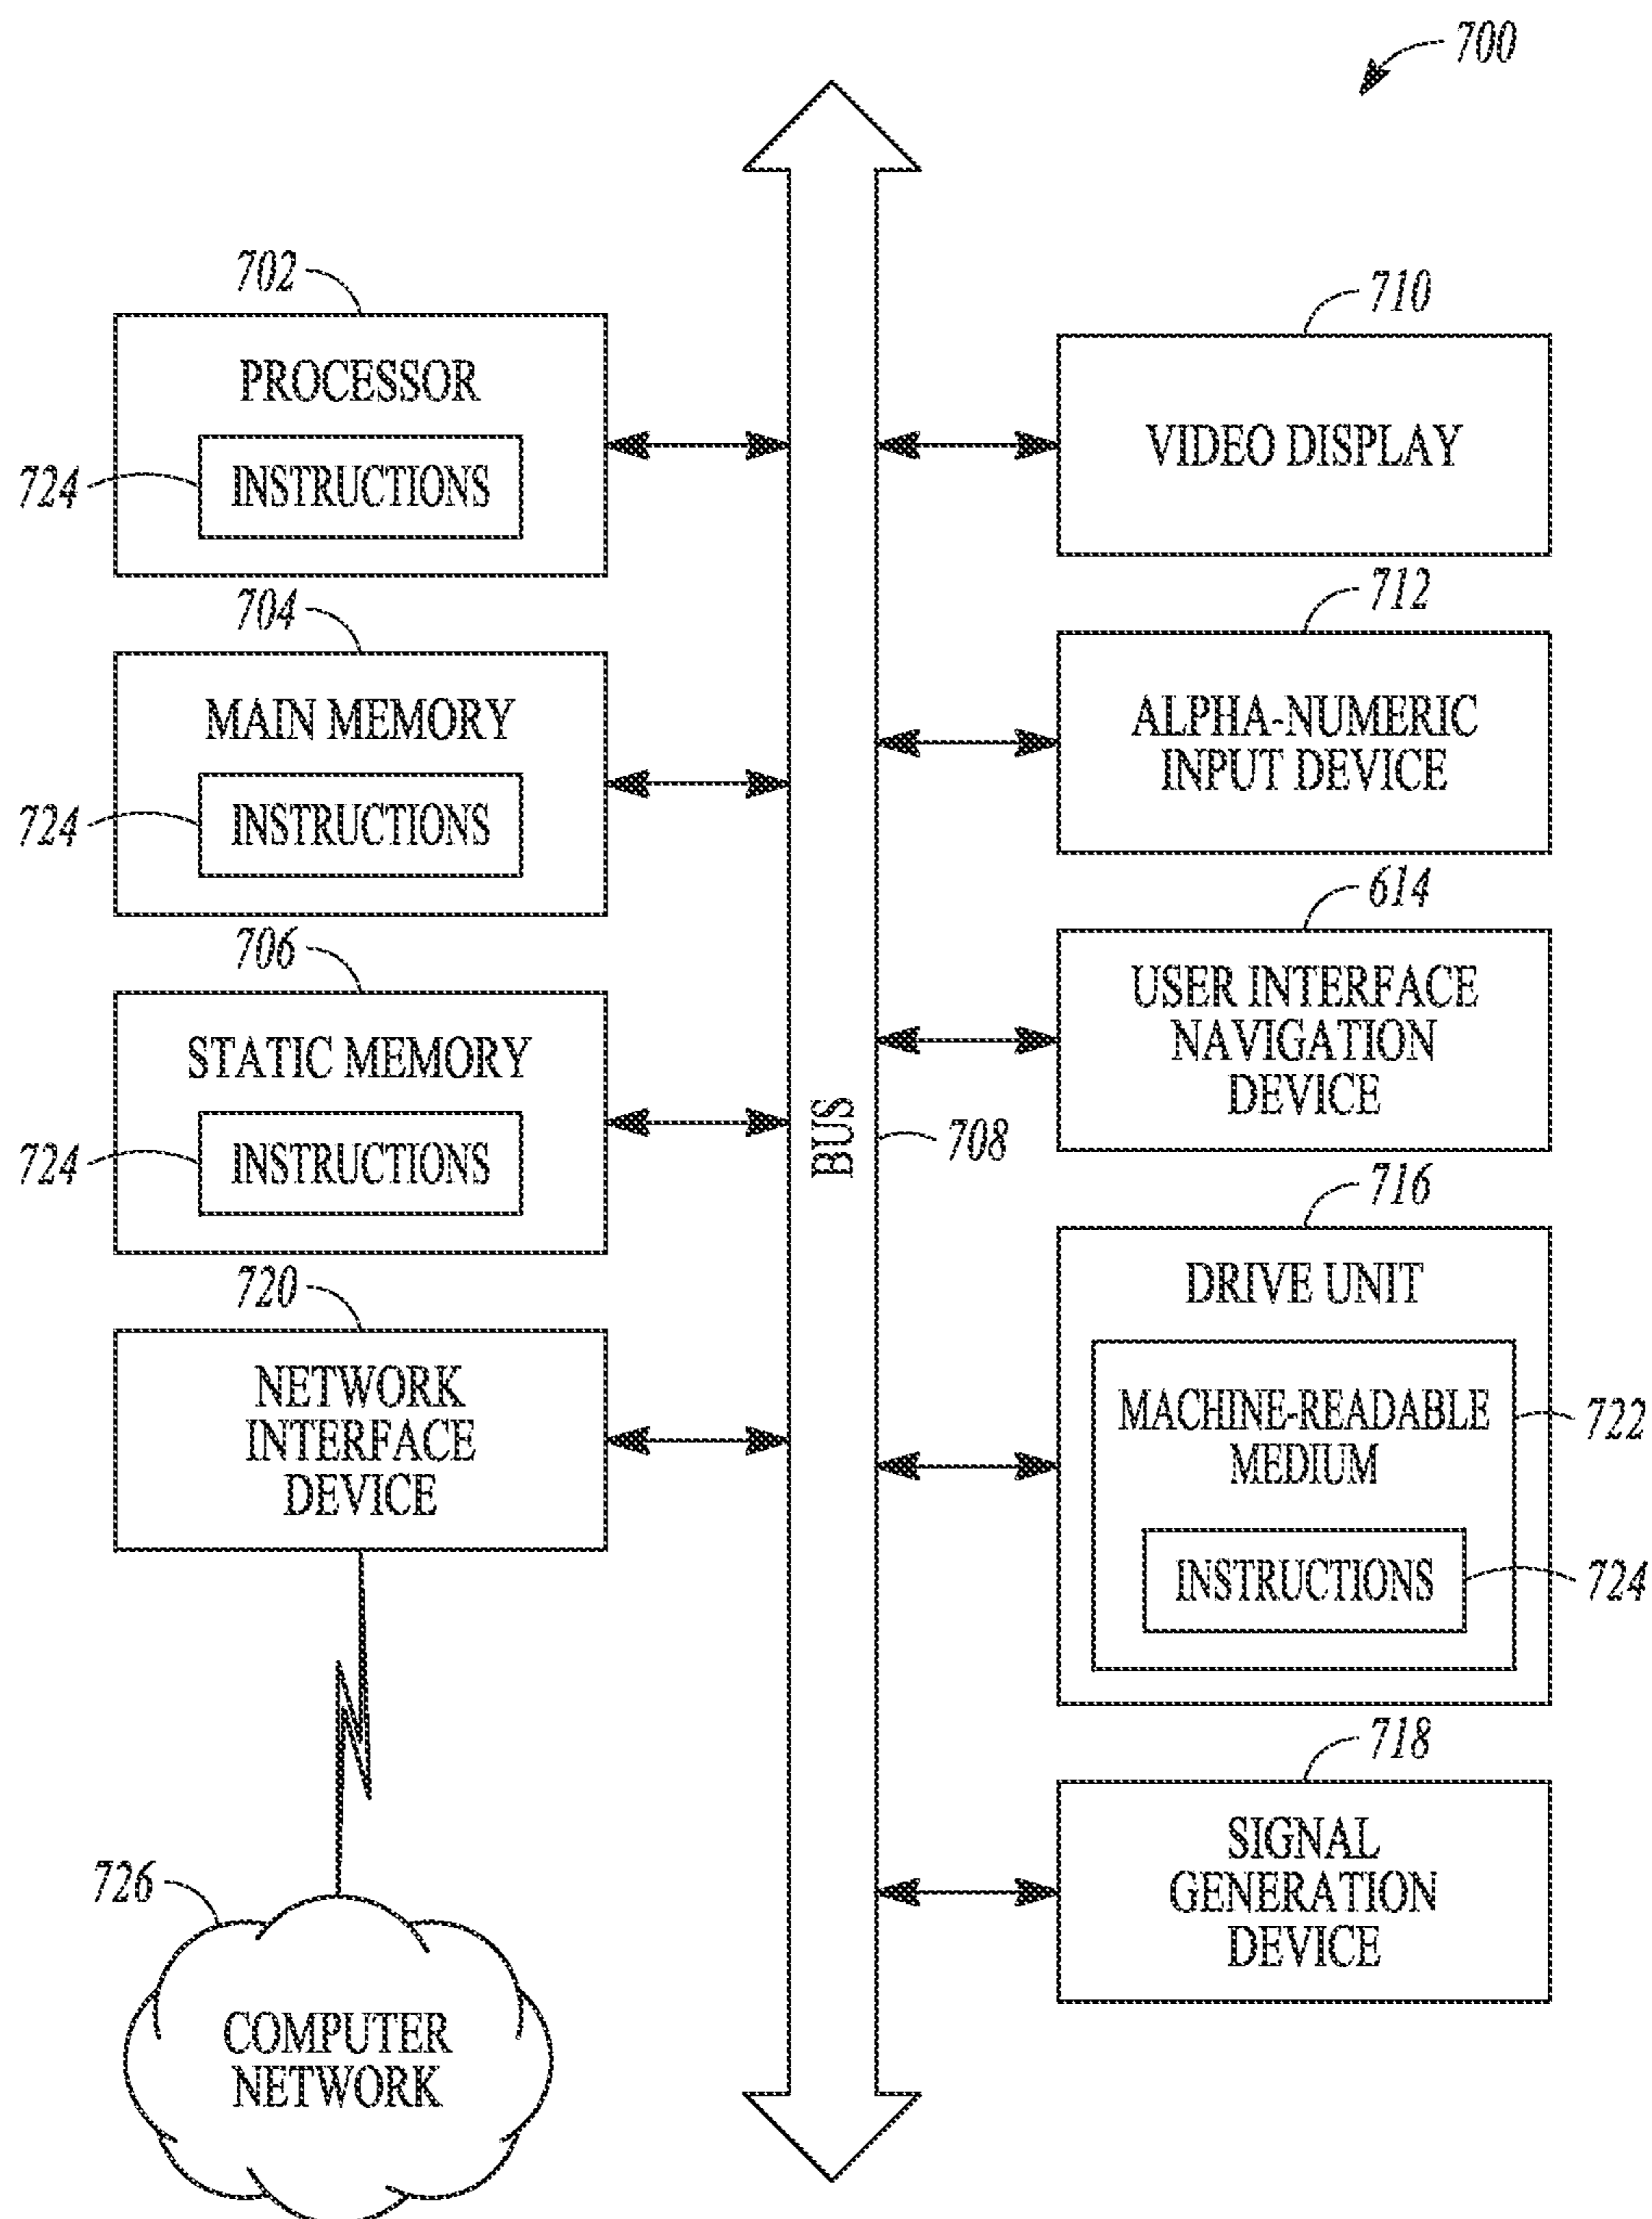 700
702
PROCESSOR
724
INSTRUCTIONS
704
MAIN MEMORY
724
INSTRUCTIONS
706
STATIC MEMORY
724
INSTRUCTIONS
720
NETWORK
INTERFACE
DEVICE
726
COMPUTER
NETWORK
BUS
708
710
VIDEO DISPLAY
712
ALPHA-NUMERIC
INPUT DEVICE
614
USER INTERFACE
NAVIGATION
DEVICE
716
DRIVE UNIT
MACHINE-READABLE
MEDIUM
722
INSTRUCTIONS
724
718
SIGNAL
GENERATION
DEVICE